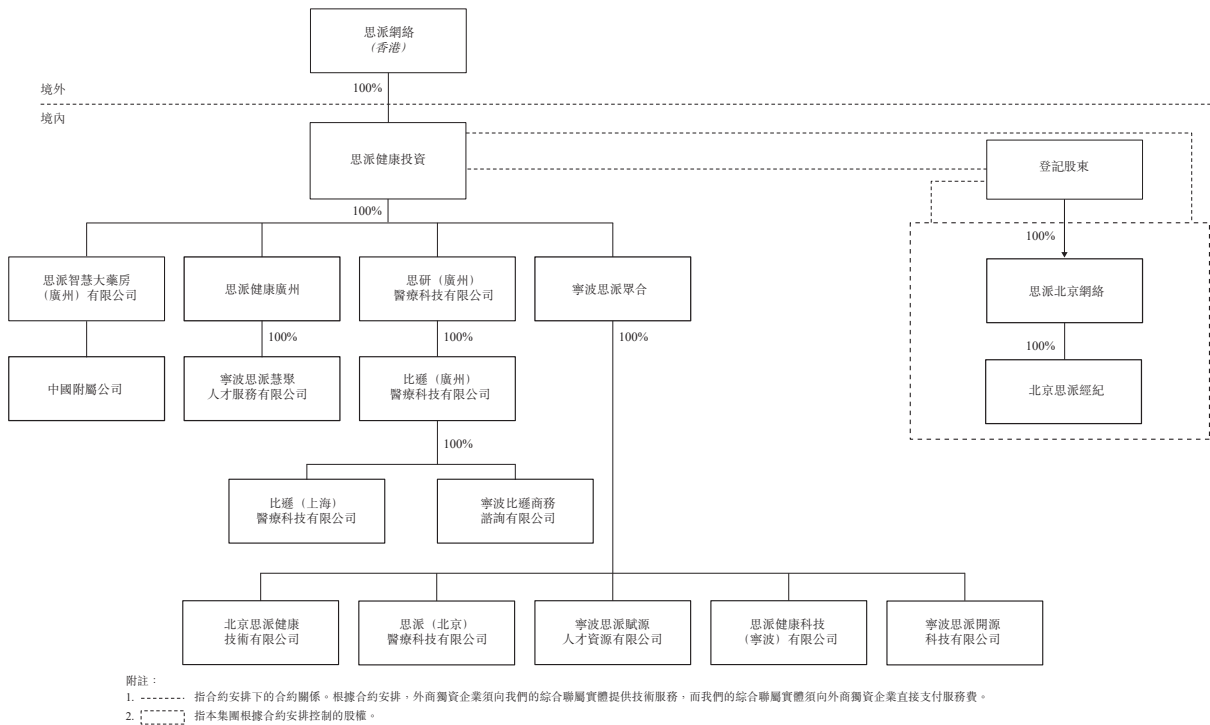 思派網絡
(香港)
100%
境外
境內
思派健康投資
登記股東
100%
100%
思派智慧大藥房
（廣州）有限公司
思派健康廣州
思研（廣州）
醫療科技有限公司
寧波思派眾合
思派北京網絡
100%
100%
100%
100%
中國附屬公司
寧波思派慧聚
人才服務有限公司
比遜（廣州）
醫療科技有限公司
北京思派經紀
100%
比遜（上海）
醫療科技有限公司
寧波比遜商務
諮詢有限公司
北京思派健康
技術有限公司
思派（北京）
醫療科技有限公司
寧波思派賦源
人才資源有限公司
思派健康科技
（寧波）有限公司
寧波思派開源
科技有限公司
附註：
1. 指合約安排下的合約關係。根據合約安排，外商獨資企業須向我們的綜合聯屬實體提供技術服務，而我們的綜合聯屬實體須向外商獨資企業直接支付服務費。
2. 指本集團根據合約安排控制的股權。